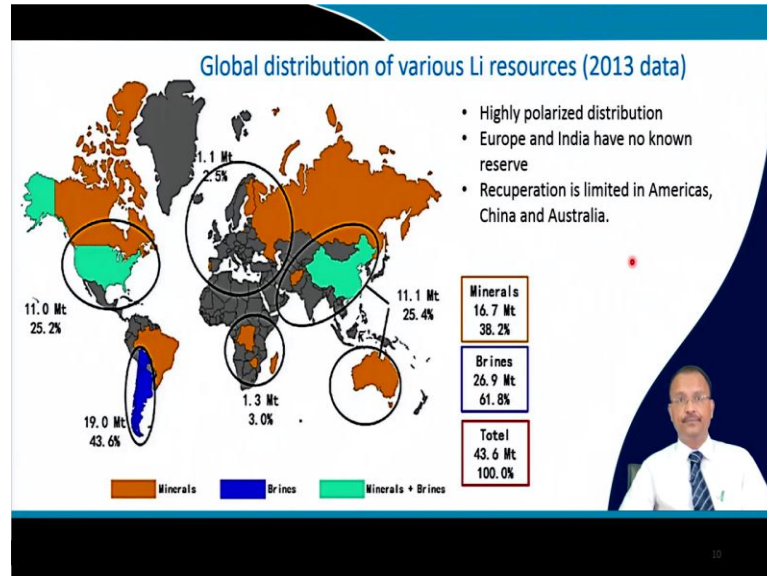 Global distribution of various Li resources (2013 data)
• Highly polarized distribution
• Europe and India have no known
reserve
• Recuperation is limited in Americas,
China and Australia.
1.1 Mt
2.5%
11.0 Mt
25.2%
11.1 Mt
25.4%
1.3 Mt
3.0%
19.0 Mt
43.6%
Minerals
16.7 Mt
38.2%
Brines
26.9 Mt
61.8%
Total
43.6 Mt
100.0%
Minerals
Brines
Minerals + Brines
10